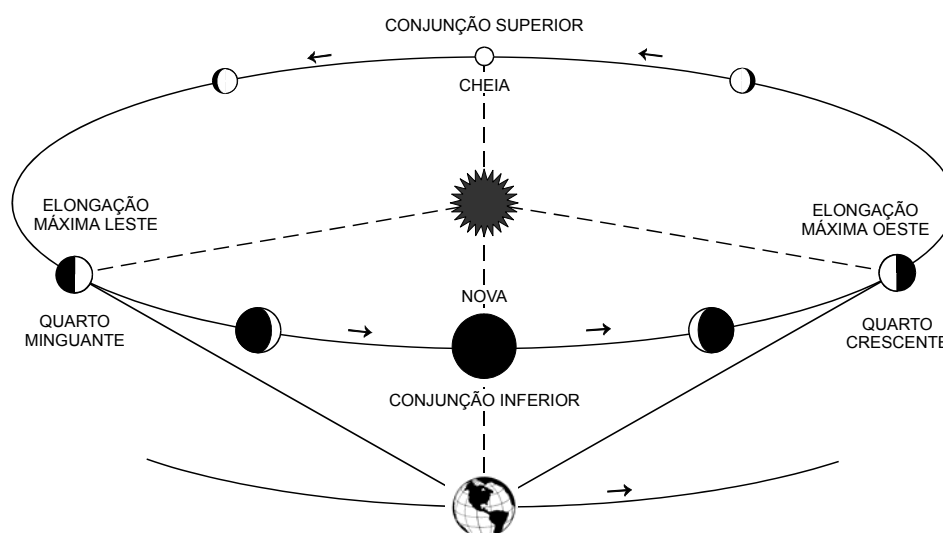 CONJUNÇÃO SUPERIOR
CHEIA
ELONGAÇÃO
MÁXIMA LESTE
ELONGAÇÃO
MÁXIMA OESTE
NOVA
QUARTO
MINGUANTE
QUARTO
CRESCENTE
CONJUNÇÃO INFERIOR